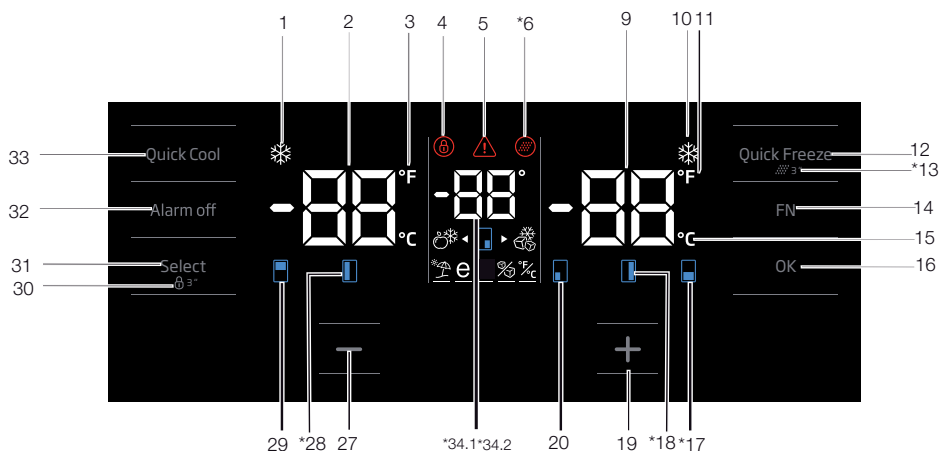 1 2 3 4 5 *6 9 10 11
33 Quick Cool °F ° °F Quick Freeze 12
3" *13
32 Alarm off FN 14
°C °C 15
31 Select e % °F/°C OK 16
30 3"
29 *28 27 *34.1 *34.2 20 19 *18 *17